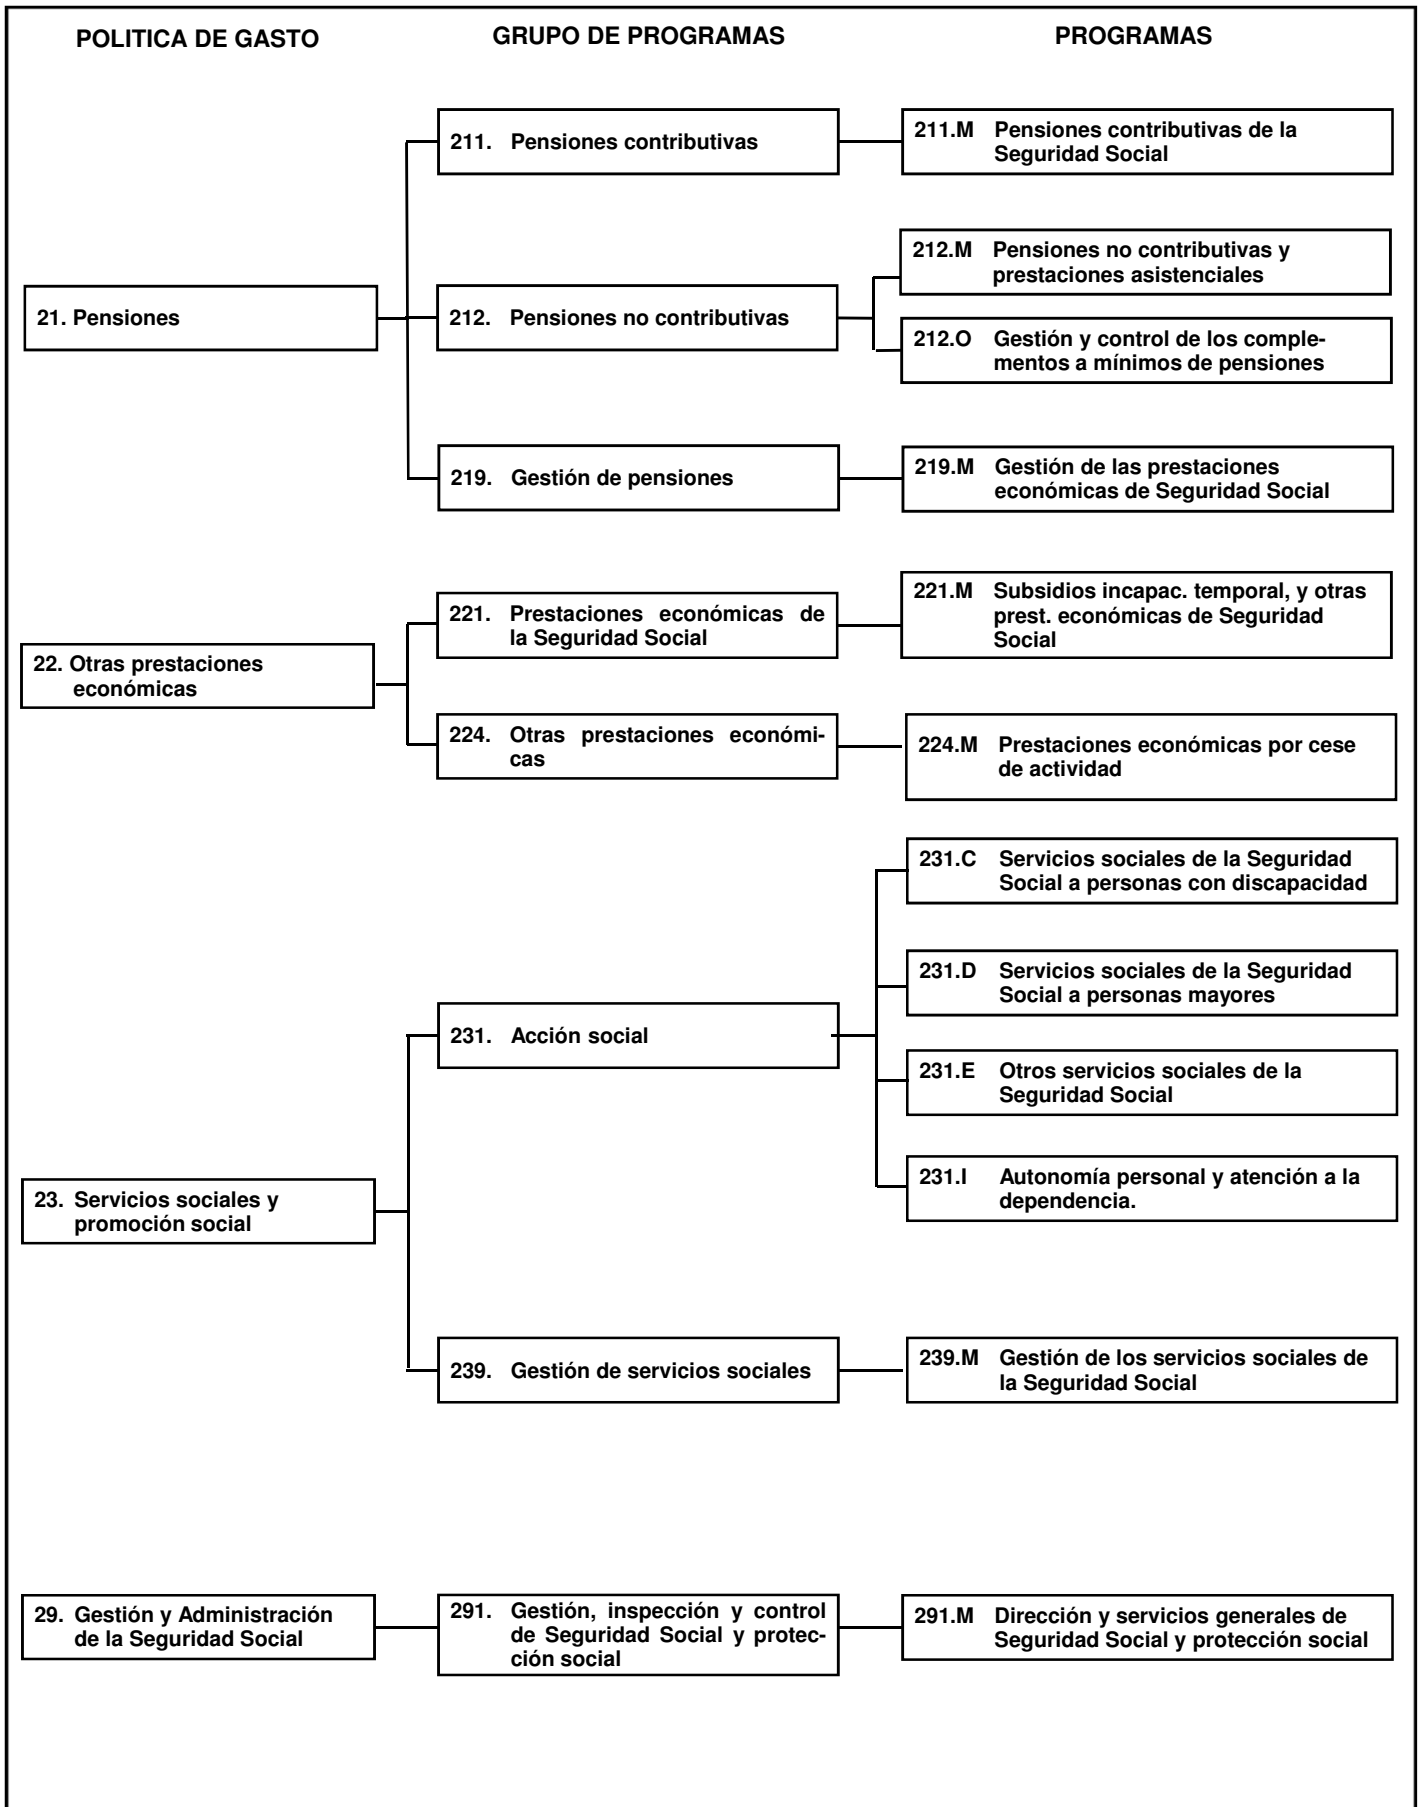 POLITICA DE GASTO
GRUPO DE PROGRAMAS
PROGRAMAS
21. Pensiones
211. Pensiones contributivas
211.M Pensiones contributivas de la
Seguridad Social
212. Pensiones no contributivas
212.M Pensiones no contributivas y
prestaciones asistenciales
212.O Gestión y control de los comple-
mentos a mínimos de pensiones
219. Gestión de pensiones
219.M Gestión de las prestaciones
económicas de Seguridad Social
22. Otras prestaciones
económicas
221. Prestaciones económicas de
la Seguridad Social
221.M Subsidios incapac. temporal, y otras
prest. económicas de Seguridad
Social
224. Otras prestaciones económi-
cas
224.M Prestaciones económicas por cese
de actividad
23. Servicios sociales y
promoción social
231. Acción social
231.C Servicios sociales de la Seguridad
Social a personas con discapacidad
231.D Servicios sociales de la Seguridad
Social a personas mayores
231.E Otros servicios sociales de la
Seguridad Social
231.I Autonomía personal y atención a la
dependencia.
239. Gestión de servicios sociales
239.M Gestión de los servicios sociales de
la Seguridad Social
29. Gestión y Administración
de la Seguridad Social
291. Gestión, inspección y control
de Seguridad Social y protec-
ción social
291.M Dirección y servicios generales de
Seguridad Social y protección social